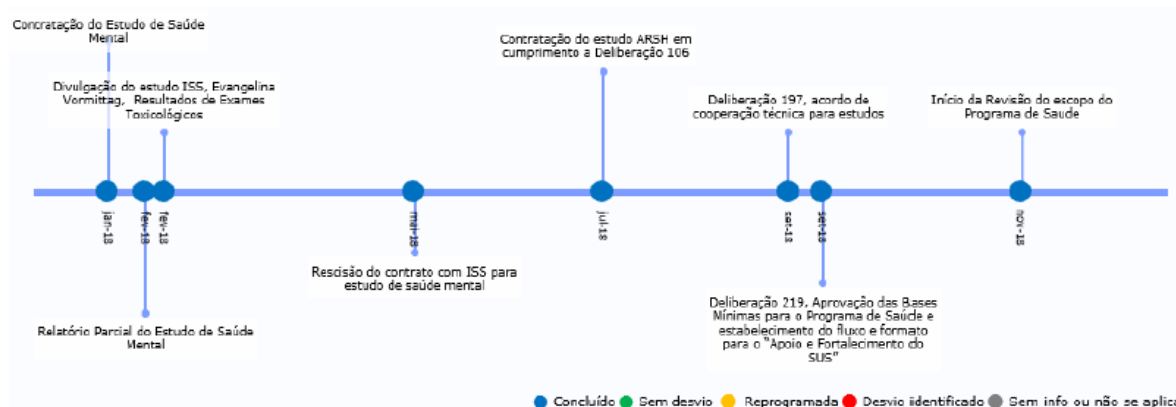 Contratação do Estudo de Saúde
Mental
Divulgação do estudo ISS, Evangelina
Vormittag, Resultados de Exames
Toxicológicos
Contratação do estudo ARSH em
cumprimento a Deliberação 106
Deliberação 197, acordo de
cooperação técnica para estudos
Início da Revisão do escopo do
Programa de Saude
jan-18
fev-18
fev-18
mai-18
jul-18
set-18
set-18
nov-18
Rescisão do contrato com ISS para
estudo de saúde mental
Relatório Parcial do Estudo de Saúde
Mental
Deliberação 219, Aprovação das Bases
Mínimas para o Programa de Saúde e
estabelecimento do fluxo e formato
para o "Apoio e Fortalecimento do
SUS"
Concluído Sem desvio Reprogramada Desvio identificado Sem info ou não se aplica